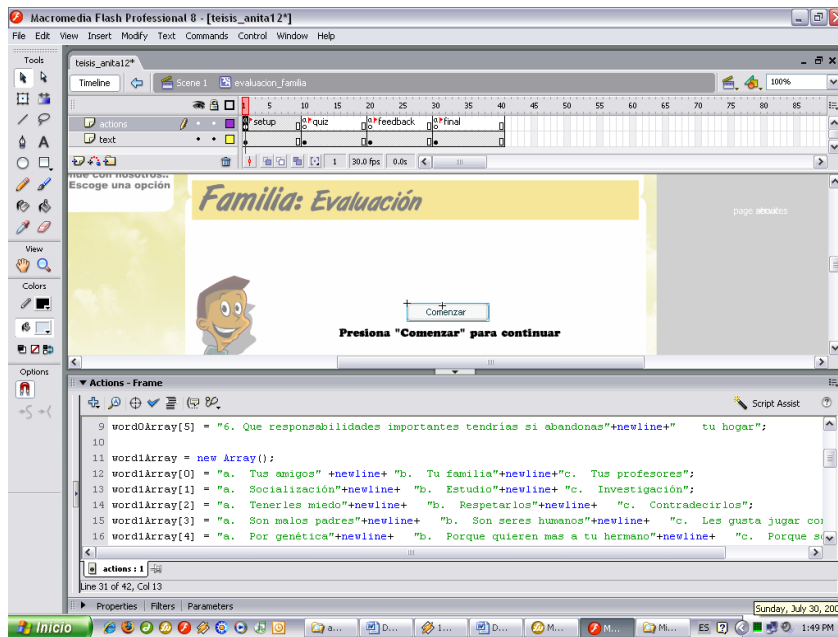 Macromedia Flash Professional 8 - [teisis_anita12*]
File Edit View Insert Modify Text Commands Control Window Help
Tools
teisis_anita12*
Timeline Scene 1 evaluacion_familia 100%
5 10 15 20 25 30 35 40 45 50 55 60 65 70 75 80 85
actions setup quiz feedback final
text
1 30.0 fps 0.0s
View
Colors
Options
nue con nosotros..
Escoge una opción
Familia: Evaluación
page
Comenzar
Presiona "Comenzar" para continuar
Actions - Frame
Script Assist
9 word0Array[5] = "6. Que responsabilidades importantes tendrías si abandonas"+newline+" tu hogar";
10
11 word1Array = new Array();
12 word1Array[0] = "a. Tus amigos" +newline+ "b. Tu familia"+newline+"c. Tus profesores";
13 word1Array[1] = "a. Socialización"+newline+ "b. Estudio"+newline+ "c. Investigación";
14 word1Array[2] = "a. Tenerles miedo"+newline+ "b. Respetarlos"+newline+ "c. Contradecirlos";
15 word1Array[3] = "a. Son malos padres"+newline+ "b. Son seres humanos"+newline+ "c. Les gusta jugar con
16 word1Array[4] = "a. Por genética"+newline+ "b. Porque quieren mas a tu hermano"+newline+ "c. Porque so
actions : 1
Line 31 of 42, Col 13
Properties Filters Parameters
Sunday, July 30, 200
Inicio a... D... 1... D... M... M... Mi... ES 1:49 PM